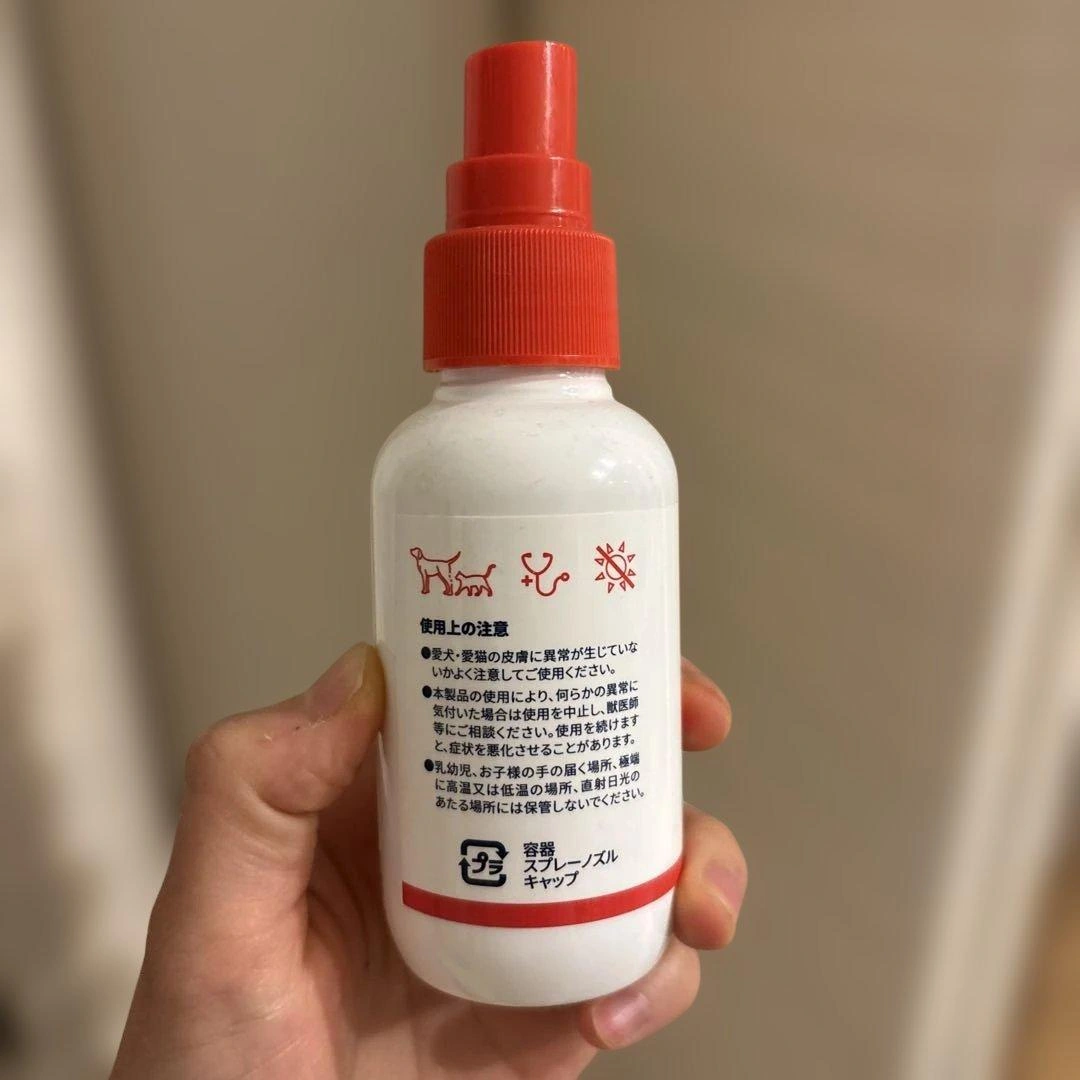 使用上の注意
●愛犬・愛猫の皮膚に異常が生じていな
いかよく注意してご使用ください。
●本製品の使用により、何らかの異常に
気付いた場合は使用を中止し、獣医師
等にご相談ください。使用を続けます
と、症状を悪化させることがあります。
●乳幼児、お子様の手の届く場所、極端
に高温又は低温の場所、直射日光の
あたる場所には保管しないでください。
プラ
容器
スプレーノズル
キャップ